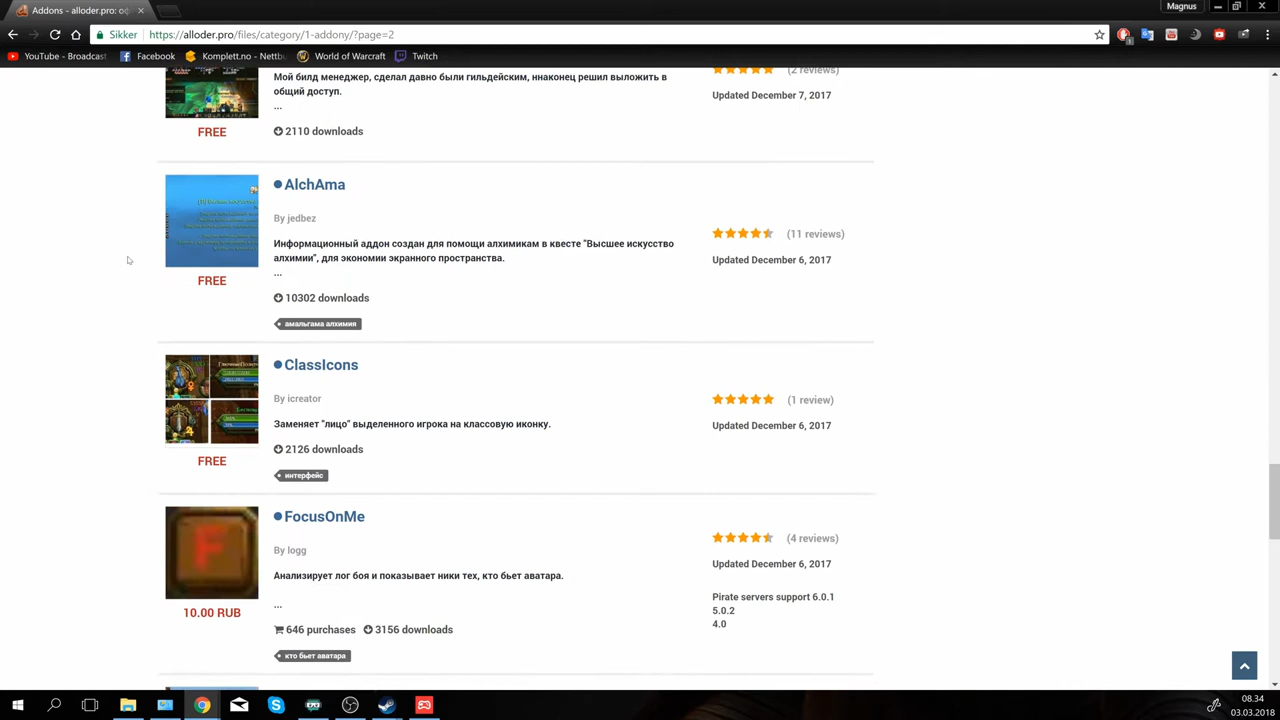 Addons - alloder.pro: оф
Magnus
Sikker
https://alloder.pro/files/category/1-addony/?page=2
YouTube - Broadcast
Facebook
Komplett.no - Nettbu
World of Warcraft
Twitch
Мой билд менеджер, сделал давно были гильдейским, ннаконец решил выложить в
общий доступ.
...
2110 downloads
FREE
(2 reviews)
Updated December 7, 2017
AlchAma
By jedbez
Информационный аддон создан для помощи алхимикам в квесте "Высшее искусство
алхимии", для экономии экранного пространства.
...
FREE
10302 downloads
амальгама алхимия
(11 reviews)
Updated December 6, 2017
ClassIcons
By icreator
Заменяет "лицо" выделенного игрока на классовую иконку.
2126 downloads
FREE
интерфейс
(1 review)
Updated December 6, 2017
FocusOnMe
By logg
Анализирует лог боя и показывает ники тех, кто бьет аватара.
...
F
10.00 RUB
646 purchases 3156 downloads
кто бьет аватара
(4 reviews)
Updated December 6, 2017
Pirate servers support 6.0.1
5.0.2
4.0
08.34
03.03.2018